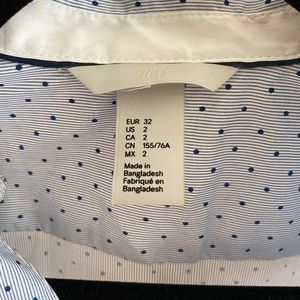 H&M
EUR 32
US 2
CA 2
CN 155/76A
MX 2
Made in
Bangladesh
Fabriqué en
Bangladesh